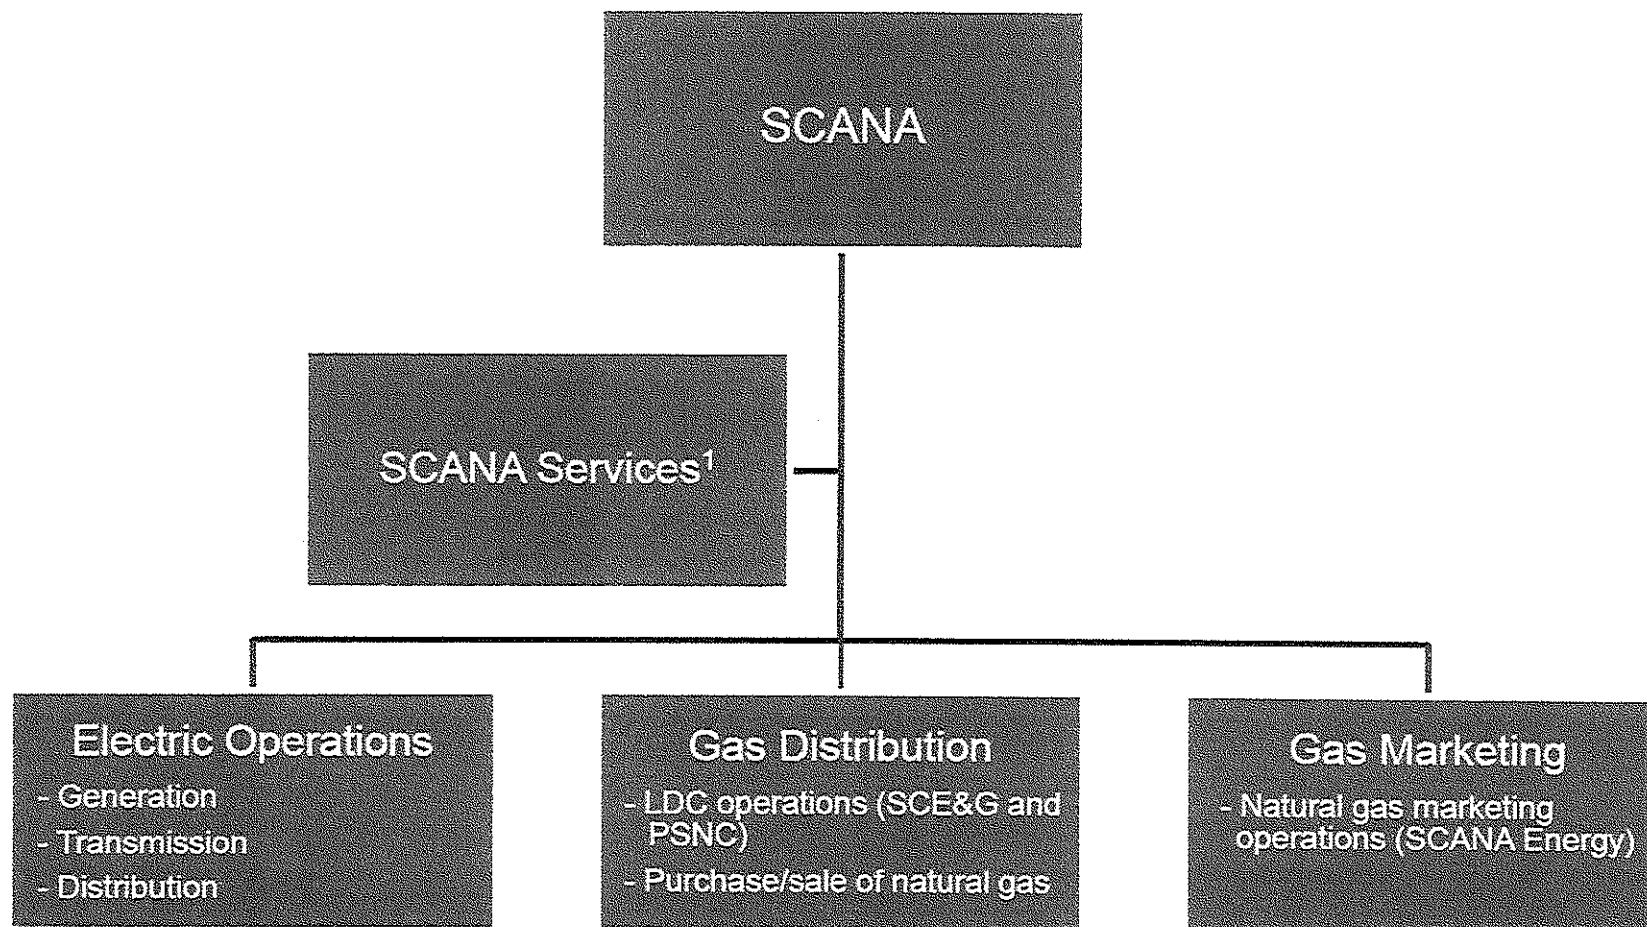 SCANA
SCANA Services¹
Electric Operations
- Generation
- Transmission
- Distribution
Gas Distribution
- LDC operations (SCE&G and
PSNC)
- Purchase/sale of natural gas
Gas Marketing
- Natural gas marketing
operations (SCANA Energy)